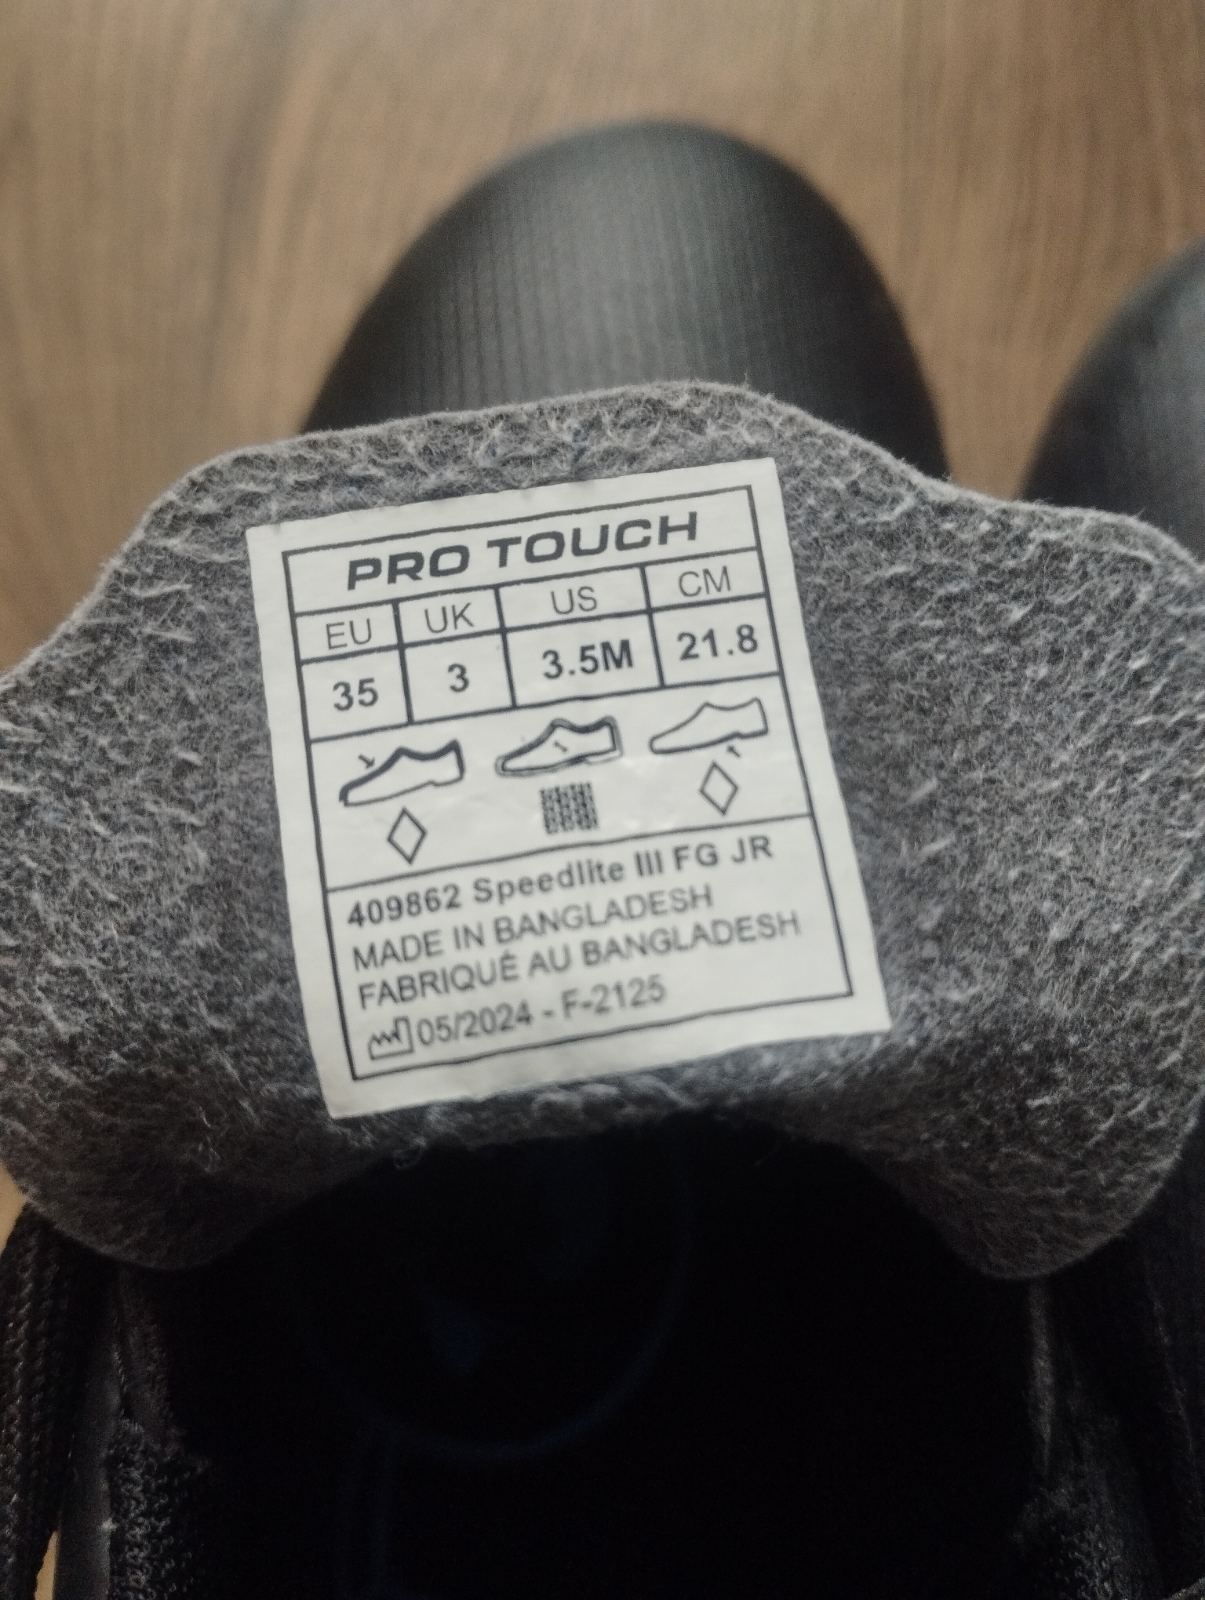 PRO TOUCH
EU UK US CM
35 3 3.5M 21.8
409862 Speedlite III FG JR
MADE IN BANGLADESH
FABRIQUÉ AU BANGLADESH
05/2024 - F-2125